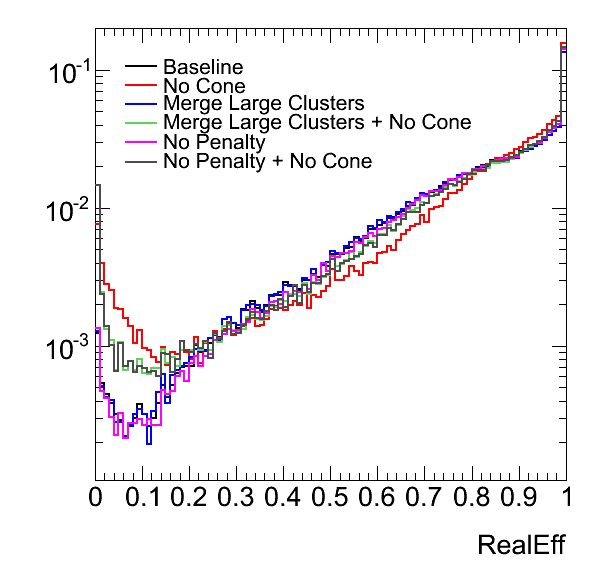 10-1
Baseline
No Cone
Merge Large Clusters
Merge Large Clusters + No Cone
No Penalty
No Penalty + No Cone
10-2
10-3
0 0.1 0.2 0.3 0.4 0.5 0.6 0.7 0.8 0.9 1
RealEff